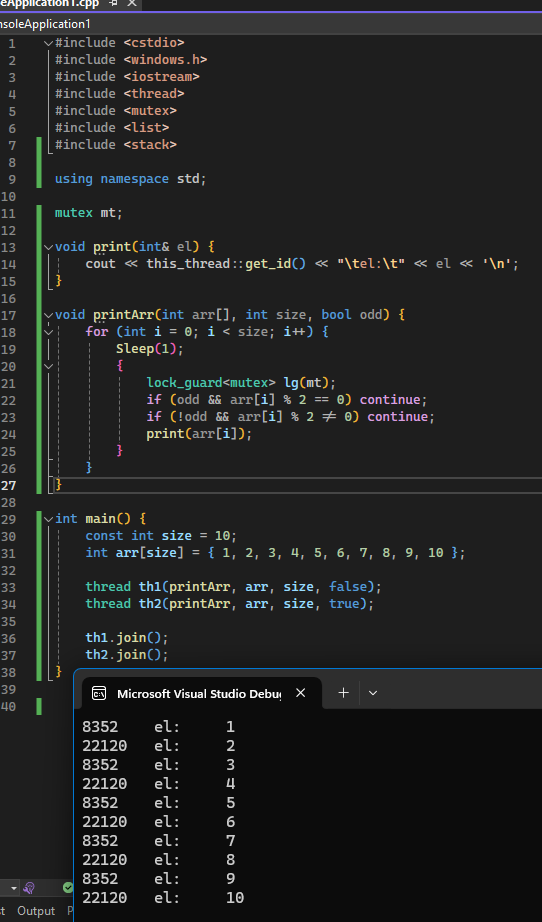 soleApplication1.cpp
nsoleApplication1
1 #include <cstdio>
2 #include <windows.h>
3 #include <iostream>
4 #include <thread>
5 #include <mutex>
6 #include <list>
7 #include <stack>
8
9 using namespace std;
10
11 mutex mt;
12
13 void print(int& el) {
14 cout << this_thread::get_id() << "\tel:\t" << el << '\n';
15 }
16
17 void printArr(int arr[], int size, bool odd) {
18 for (int i = 0; i < size; i++) {
19 Sleep(1);
20 {
21 lock_guard<mutex> lg(mt);
22 if (odd && arr[i] % 2 == 0) continue;
23 if (!odd && arr[i] % 2 ≠ 0) continue;
24 print(arr[i]);
25 }
26 }
27 }
28
29 int main() {
30 const int size = 10;
31 int arr[size] = { 1, 2, 3, 4, 5, 6, 7, 8, 9, 10 };
32
33 thread th1(printArr, arr, size, false);
34 thread th2(printArr, arr, size, true);
35
36 th1.join();
37 th2.join();
38 }
39
40
Microsoft Visual Studio Debu
8352 el: 1
22120 el: 2
8352 el: 3
22120 el: 4
8352 el: 5
22120 el: 6
8352 el: 7
22120 el: 8
8352 el: 9
22120 el: 10
Output